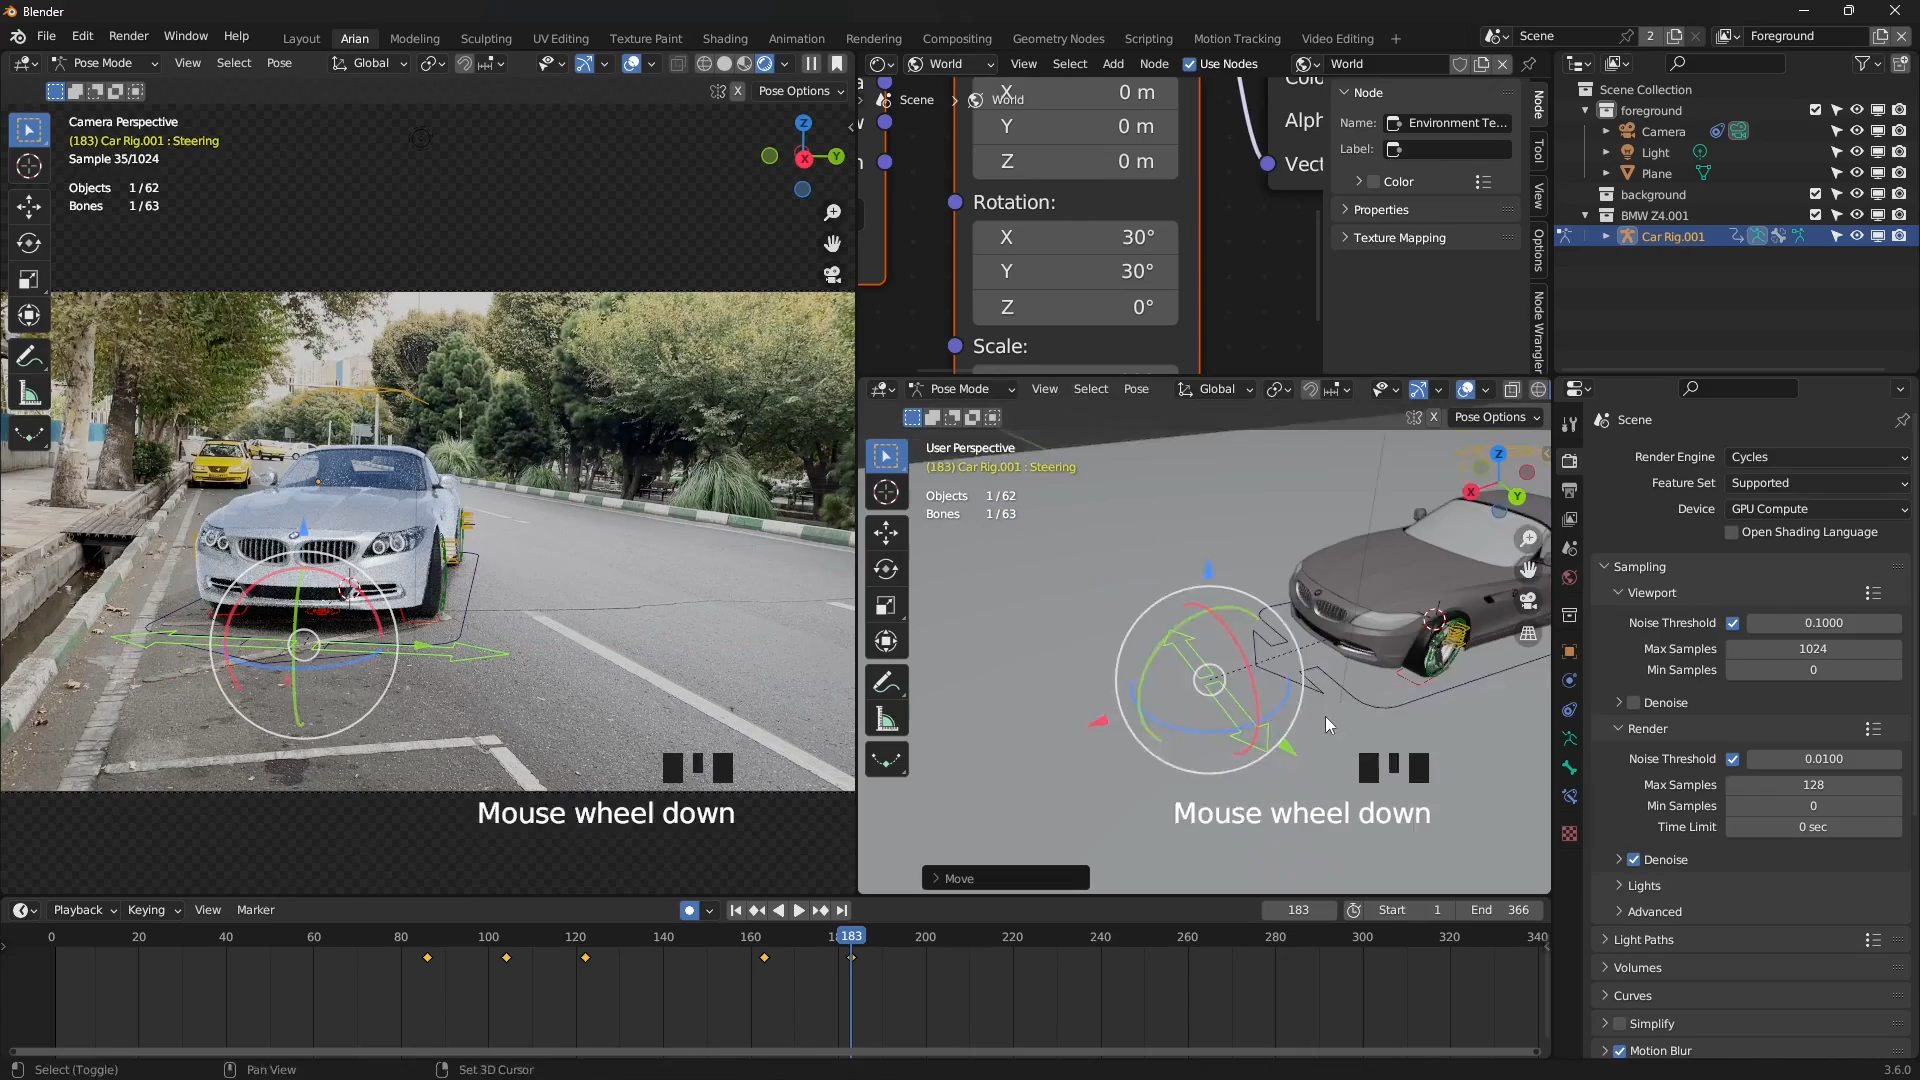 Blender
File Edit Render Window Help
Layout Arian Modeling Sculpting UV Editing Texture Paint Shading Animation Rendering Compositing Geometry Nodes Scripting Motion Tracking Video Editing +
Scene 2 Foreground
Pose Mode View Select Pose Global
X Pose Options
Camera Perspective
(183) Car Rig.001 : Steering
Sample 35/1024
Objects 1/62
Bones 1/63
Z
X
Y
Mouse wheel down
World View Select Add Node Use Nodes World
Scene > World
X 0 m
Y 0 m
Z 0 m
Rotation:
X 30°
Y 30°
Z 0°
Scale:
Alph
Vect
Node
Name: Environment Te...
Label:
Color
Properties
Texture Mapping
Node
Tool
View
Options
Node Wrangler
Pose Mode View Select Pose Global
X Pose Options
User Perspective
(183) Car Rig.001 : Steering
Objects 1/62
Bones 1/63
Z
X
Y
Mouse wheel down
Move
Scene Collection
foreground
Camera
Light
Plane
background
BMW Z4.001
Car Rig.001
Scene
Render Engine Cycles
Feature Set Supported
Device GPU Compute
Open Shading Language
Sampling
Viewport
Noise Threshold 0.1000
Max Samples 1024
Min Samples 0
Denoise
Render
Noise Threshold 0.0100
Max Samples 128
Min Samples 0
Time Limit 0 sec
Denoise
Lights
Advanced
Light Paths
Volumes
Curves
Simplify
Motion Blur
Playback Keying View Marker
183 Start 1 End 366
0 20 40 60 80 100 120 140 160 183 200 220 240 260 280 300 320 340
Select (Toggle) Pan View Set 3D Cursor
3.6.0